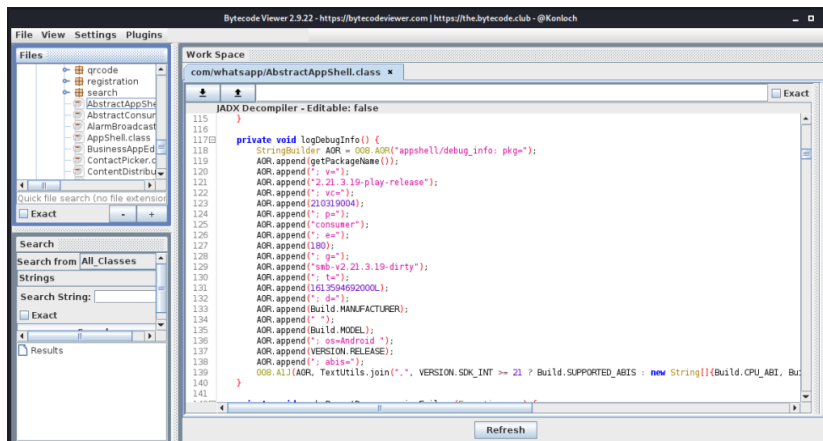 Bytecode Viewer 2.9.22 - https://bytecodeviewer.com | https://the.bytecode.club - @Konloch
File View Settings Plugins
Files
qrcode
registration
search
AbstractAppShe
AbstractConsur
AlarmBroadcast
AppShell.class
BusinessAppEd
ContactPicker.c
ContentDistribu
Quick file search (no file extension
Exact
- +
Search
Search from All_Classes
Strings
Search String:
Exact
Results
Work Space
com/whatsapp/AbstractAppShell.class ×
Exact
JADX Decompiler - Editable: false
115 }
116
117 private void logDebugInfo() {
118 StringBuilder AOR = 00B.AOR("appshell/debug_info: pkg=");
119 AOR.append(getPackageName());
120 AOR.append("; v=");
121 AOR.append("2.21.3.19-play-release");
122 AOR.append("; vc=");
123 AOR.append(210319004);
124 AOR.append("; p=");
125 AOR.append("consumer");
126 AOR.append("; e=");
127 AOR.append(180);
128 AOR.append("; g=");
129 AOR.append("smb-v2.21.3.19-dirty");
130 AOR.append("; t=");
131 AOR.append(1613594692000L);
132 AOR.append("; d=");
133 AOR.append(Build.MANUFACTURER);
134 AOR.append(" ");
135 AOR.append(Build.MODEL);
136 AOR.append("; os=Android ");
137 AOR.append(VERSION.RELEASE);
138 AOR.append("; abis=");
139 00B.A1J(AOR, TextUtils.join(",", VERSION.SDK_INT >= 21 ? Build.SUPPORTED_ABIS : new String[]{Build.CPU_ABI, Bu
140 }
141
Refresh